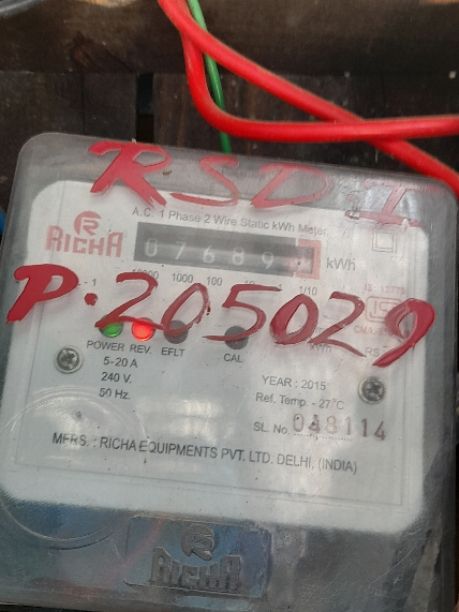 RSD-I
A.C. 1 Phase 2 Wire Static kWh Meter
RICHA
07689 kWh
10000 1000 100 1/10
P.205029
POWER REV EFLT CAL
5-20 A
240 V.
50 Hz.
YEAR : 2015
Ref. Temp. - 27°C
SL. No. 048114
MFRS. : RICHA EQUIPMENTS PVT. LTD. DELHI, (INDIA)
RICHA